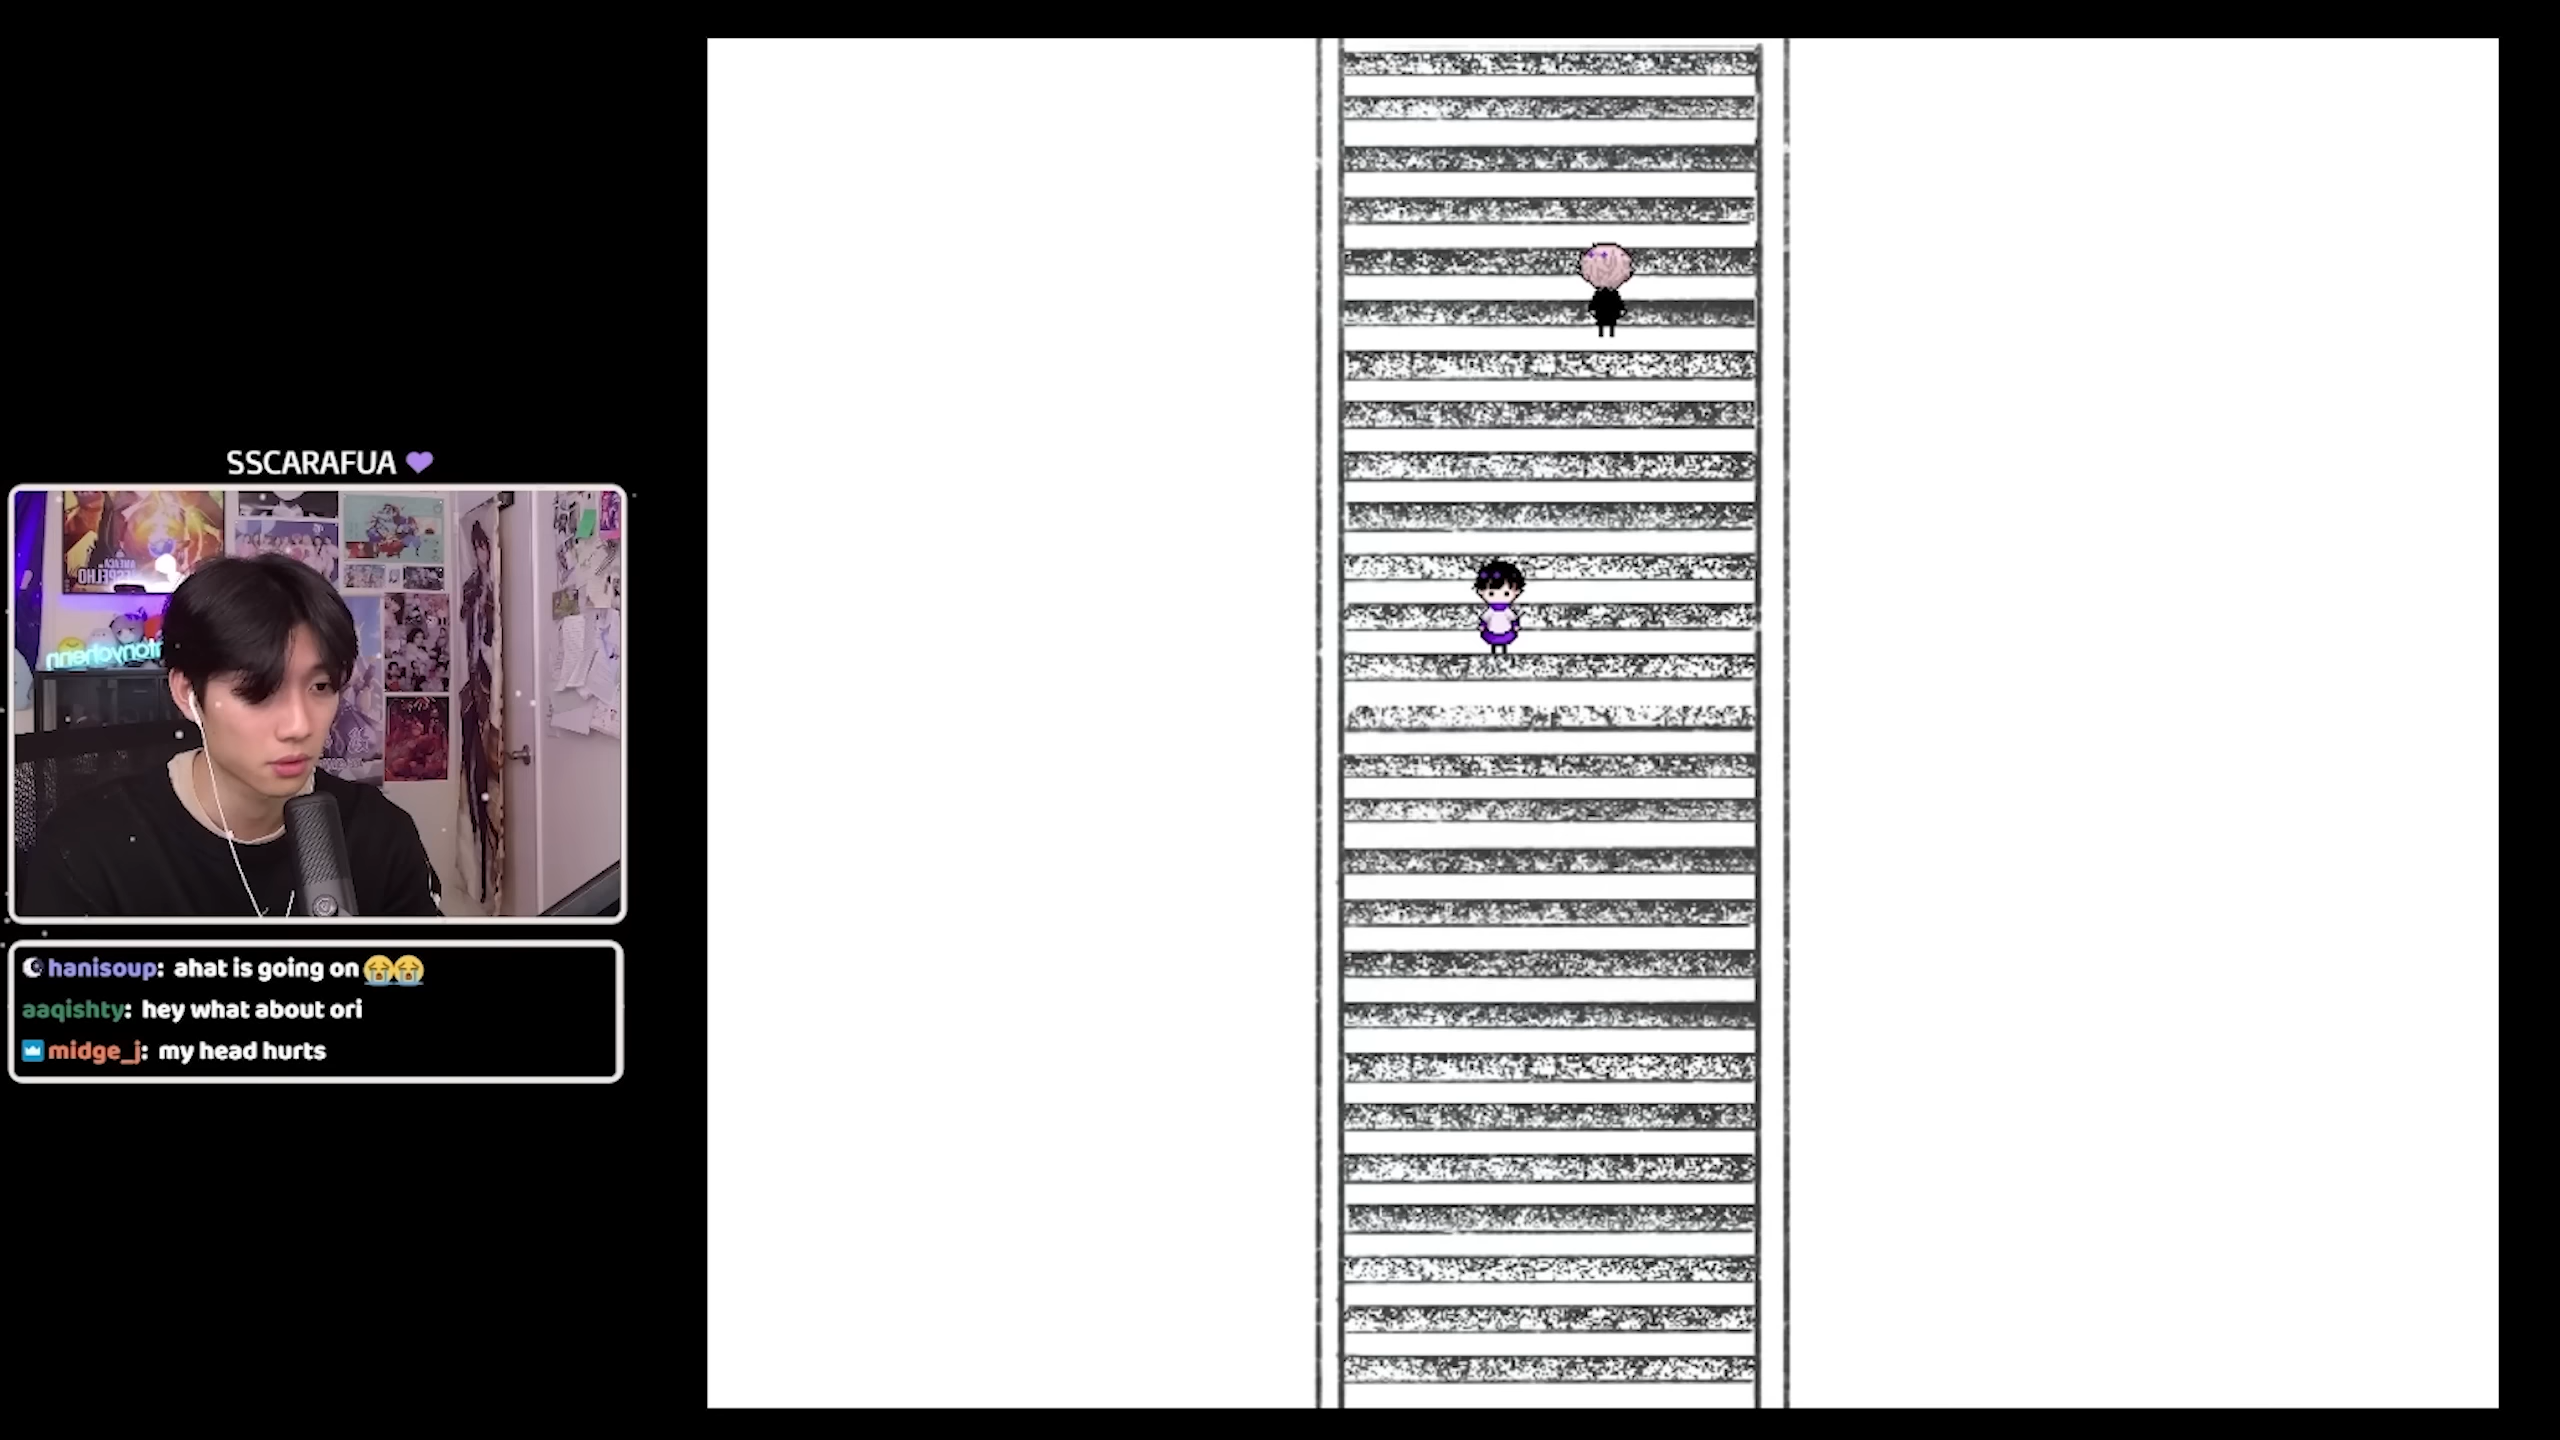 SSCARAFUA 💜
hanisoup: ahat is going on 😭😭
aaqishty: hey what about ori
midge_j: my head hurts